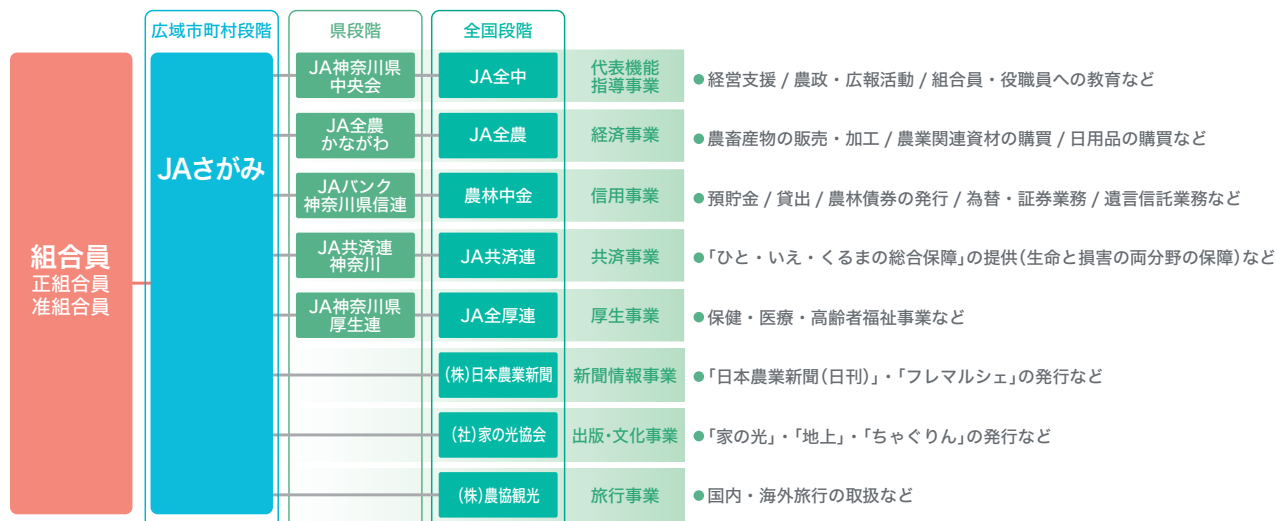 広域市町村段階
県段階
全国段階
組合員
正組合員
准組合員
JAさがみ
JA神奈川県
中央会
JA全中
代表機能
指導事業
●経営支援 / 農政・広報活動 / 組合員・役職員への教育など
JA全農
かながわ
JA全農
経済事業
●農畜産物の販売・加工 / 農業関連資材の購買 / 日用品の購買など
JAバンク
神奈川県信連
農林中金
信用事業
●預貯金 / 貸出 / 農林債券の発行 / 為替・証券業務 / 遺言信託業務など
JA共済連
神奈川
JA共済連
共済事業
●「ひと・いえ・くるまの総合保障」の提供(生命と損害の両分野の保障)など
JA神奈川県
厚生連
JA全厚連
厚生事業
●保健・医療・高齢者福祉事業など
(株)日本農業新聞
新聞情報事業
●「日本農業新聞(日刊)」・「フレマルシェ」の発行など
(社)家の光協会
出版・文化事業
●「家の光」・「地上」・「ちゃぐりん」の発行など
(株)農協観光
旅行事業
●国内・海外旅行の取扱など